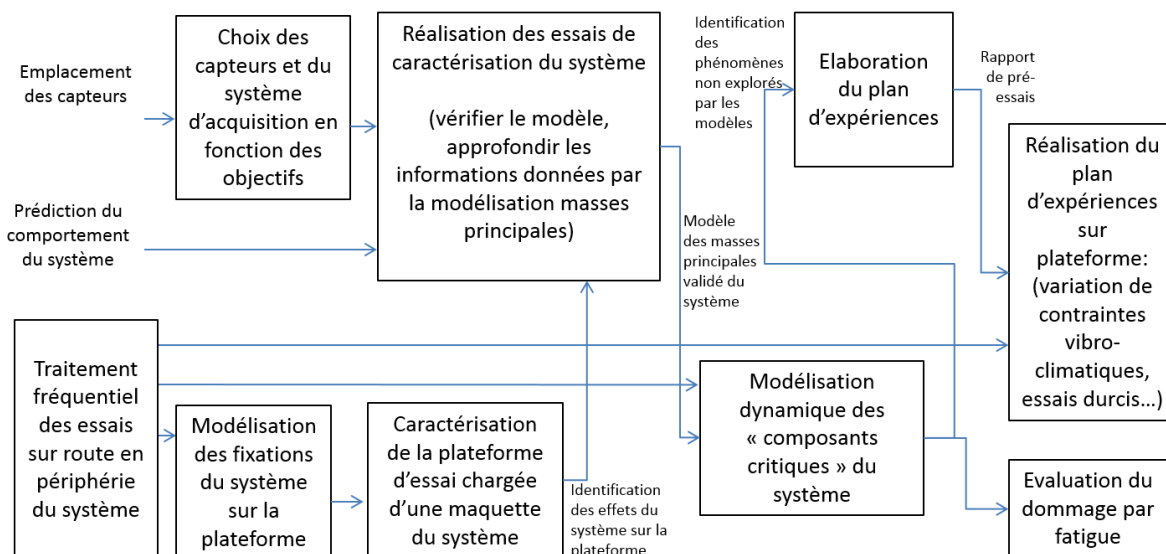 Emplacement
des capteurs
Choix des
capteurs et du
système
d'acquisition en
fonction des
objectifs
Réalisation des essais de
caractérisation du système
(vérifier le modèle,
approfondir les
informations données par
la modélisation masses
principales)
Identification
des
phénomènes
non explorés
par les
modèles
Elaboration
du plan
d'expériences
Rapport
de pré-
essais
Réalisation du
plan
d'expériences
sur
plateforme:
(variation de
contraintes
vibro-
climatiques,
essais durcis...)
Prédiction du
comportement
du système
Modèle
des masses
principales
validé du
système
Traitement
fréquentiel
des essais
sur route en
périphérie
du système
Modélisation
des fixations
du système
sur la
plateforme
Caractérisation
de la plateforme
d'essai chargée
d'une maquette
du système
Identification
des effets du
système sur la
plateforme
Modélisation
dynamique des
« composants
critiques » du
système
Evaluation du
dommage par
fatigue